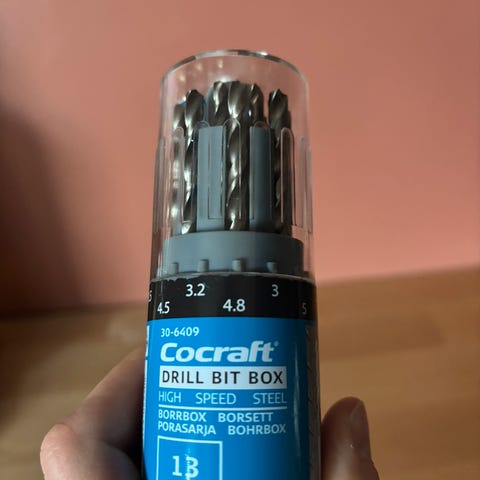 5 3.2 3
4.5 4.8 5
30-6409
Cocraft®
DRILL BIT BOX
HIGH SPEED STEEL
BORRBOX BORSETT
PORASARJA BOHRBOX
13